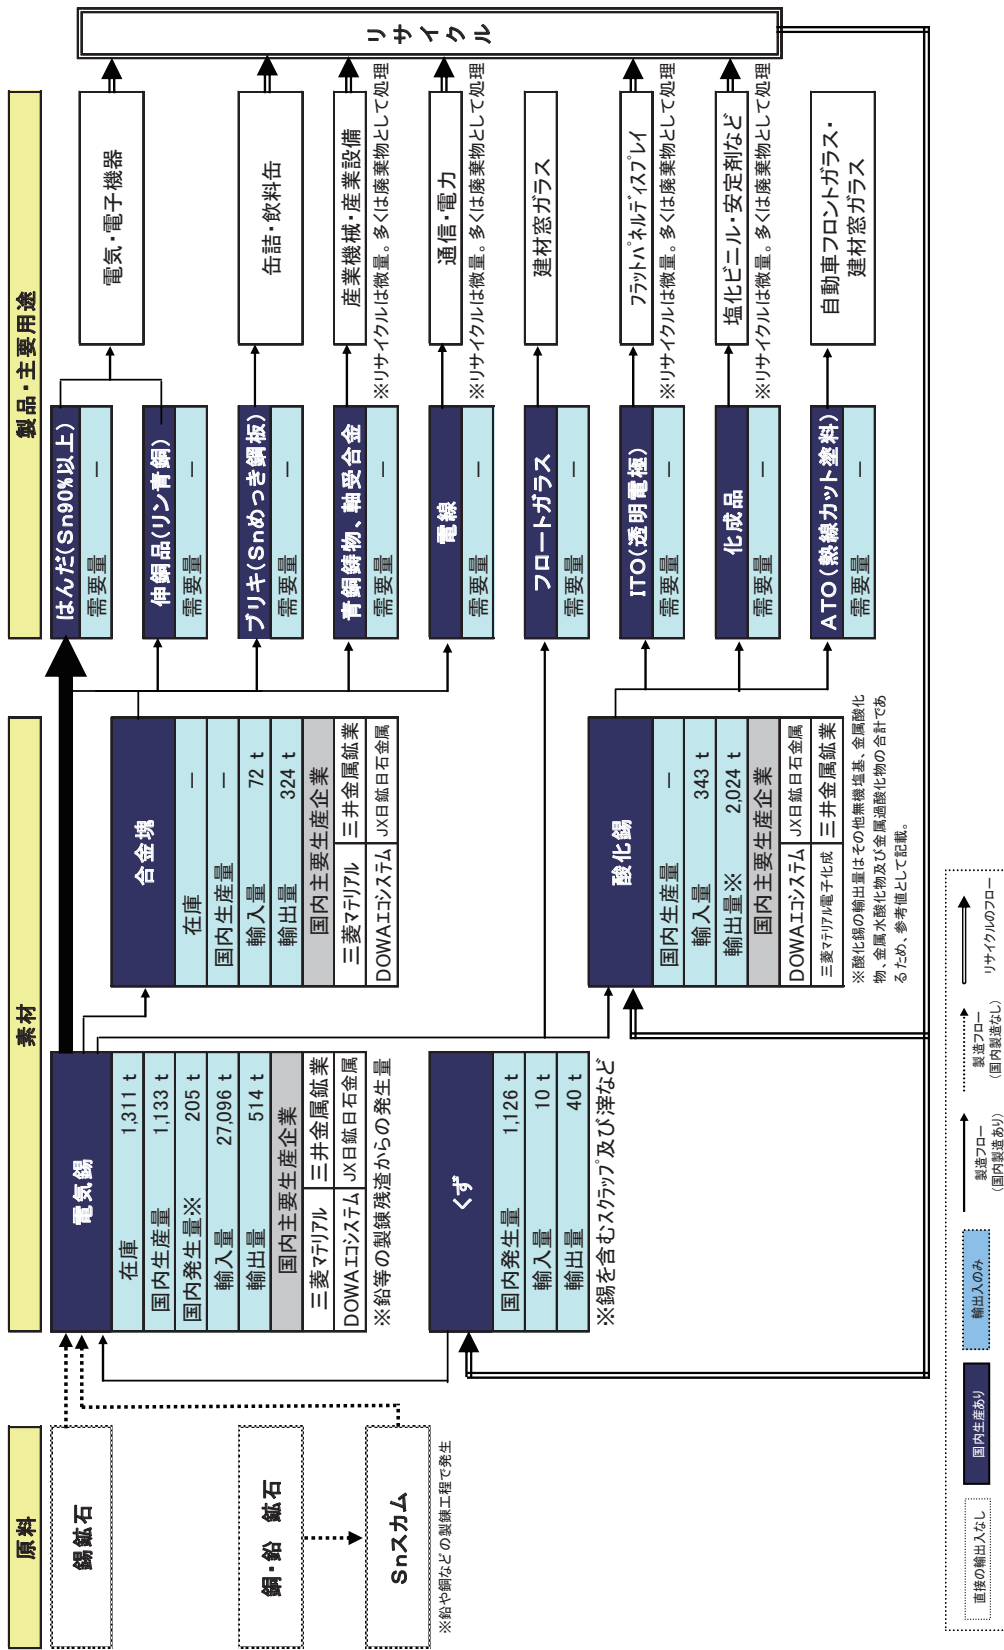 原料
素材
製品・主要用途
錫鉱石
銅・鉛 鉱石
Snスカム
※鉛や銅などの製錬工程で発生
電気錫
在庫 1,311 t
国内生産量 1,133 t
国内発生量※ 205 t
輸入量 27,096 t
輸出量 514 t
国内主要生産企業
三菱マテリアル 三井金属鉱業
DOWAエコシステム JX日鉱日石金属
※鉛等の製錬残渣からの発生量
くず
国内発生量 1,126 t
輸入量 10 t
輸出量 40 t
※錫を含むスクラップ及び滓など
合金塊
在庫 －
国内生産量 －
輸入量 72 t
輸出量 324 t
国内主要生産企業
三菱マテリアル 三井金属鉱業
DOWAエコシステム JX日鉱日石金属
酸化錫
国内生産量 －
輸入量 343 t
輸出量※ 2,024 t
国内主要生産企業
DOWAエコシステム JX日鉱日石金属
三菱マテリアル電子化成 三井金属鉱業
※酸化錫の輸出量はその他無機塩基、金属酸化
物、金属水酸化物及び金属過酸化物の合計であ
るため、参考値として記載。
はんだ(Sn90%以上)
需要量 －
伸銅品(リン青銅)
需要量 －
ブリキ(Snめっき鋼板)
需要量 －
青銅鋳物、軸受合金
需要量 －
電線
需要量 －
フロートガラス
需要量 －
ITO(透明電極)
需要量 －
化成品
需要量 －
ATO(熱線カット塗料)
需要量 －
電気・電子機器
缶詰・飲料缶
産業機械・産業設備
※リサイクルは微量。多くは廃棄物として処理
通信・電力
※リサイクルは微量。多くは廃棄物として処理
建材窓ガラス
フラットパネルディスプレイ
※リサイクルは微量。多くは廃棄物として処理
塩化ビニル・安定剤など
※リサイクルは微量。多くは廃棄物として処理
自動車フロントガラス・
建材窓ガラス
リサイクル
直接の輸出入なし
国内生産あり
輸出入のみ
製造フロー
(国内製造あり)
製造フロー
(国内製造なし)
リサイクルのフロー